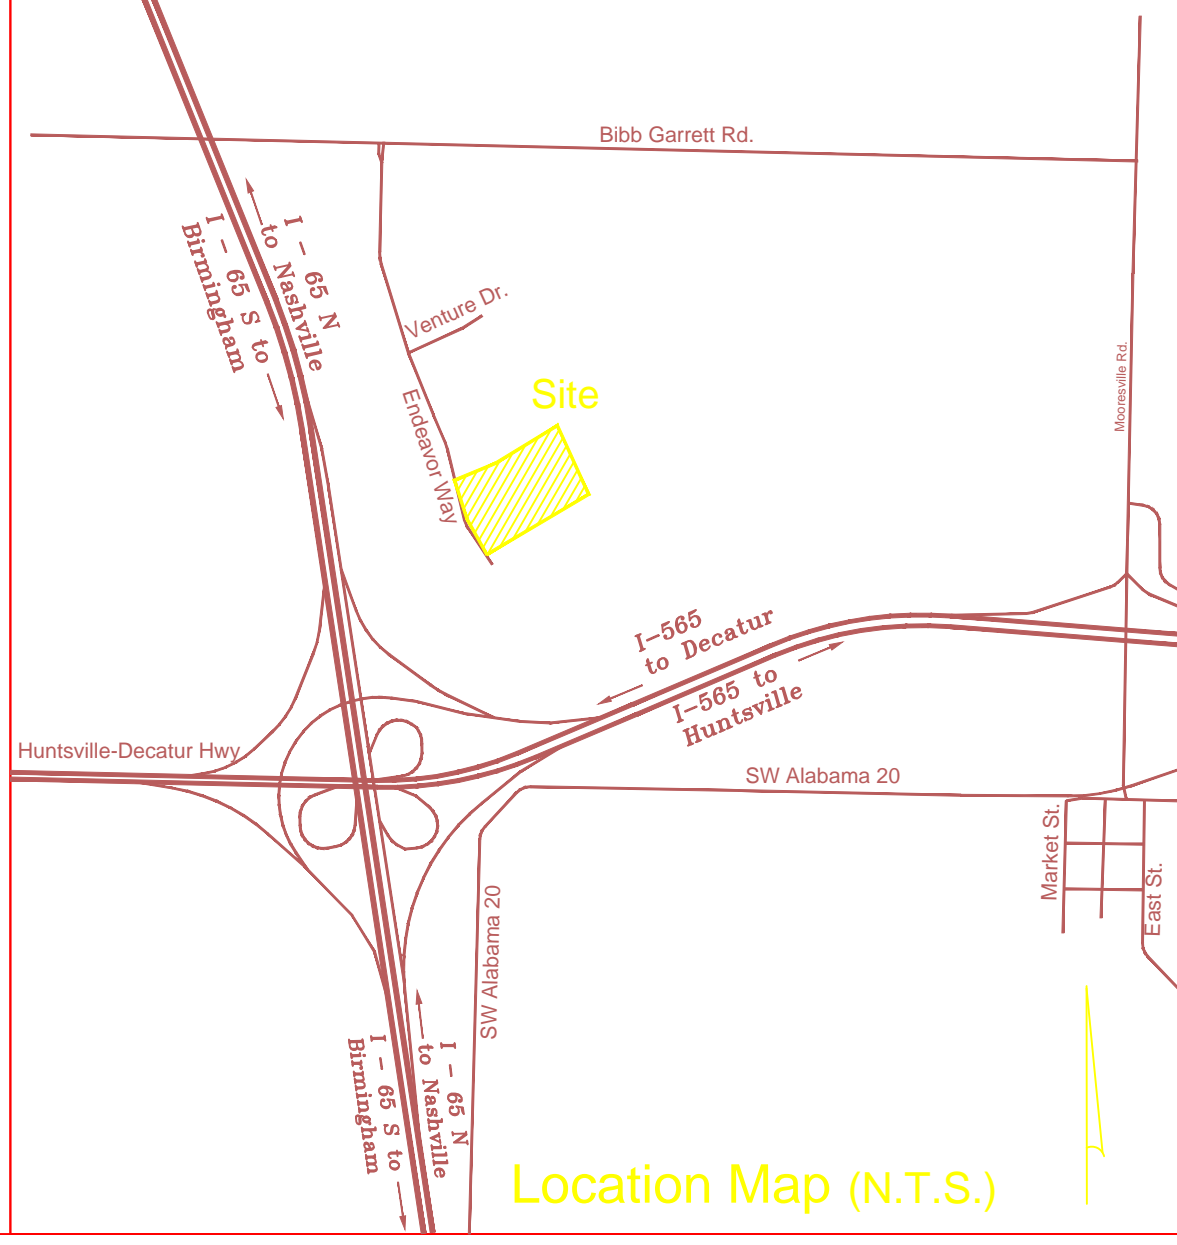 Bibb Garrett Rd.
I - 65 N
to Nashville
I - 65 S to
Birmingham
Venture Dr.
Endeavor Way
Site
Mooresville Rd.
I-565
to Decatur
I-565 to
Huntsville
Huntsville-Decatur Hwy
SW Alabama 20
Market St.
East St.
SW Alabama 20
I - 65 N
to Nashville
I - 65 S to
Birmingham
Location Map (N.T.S.)